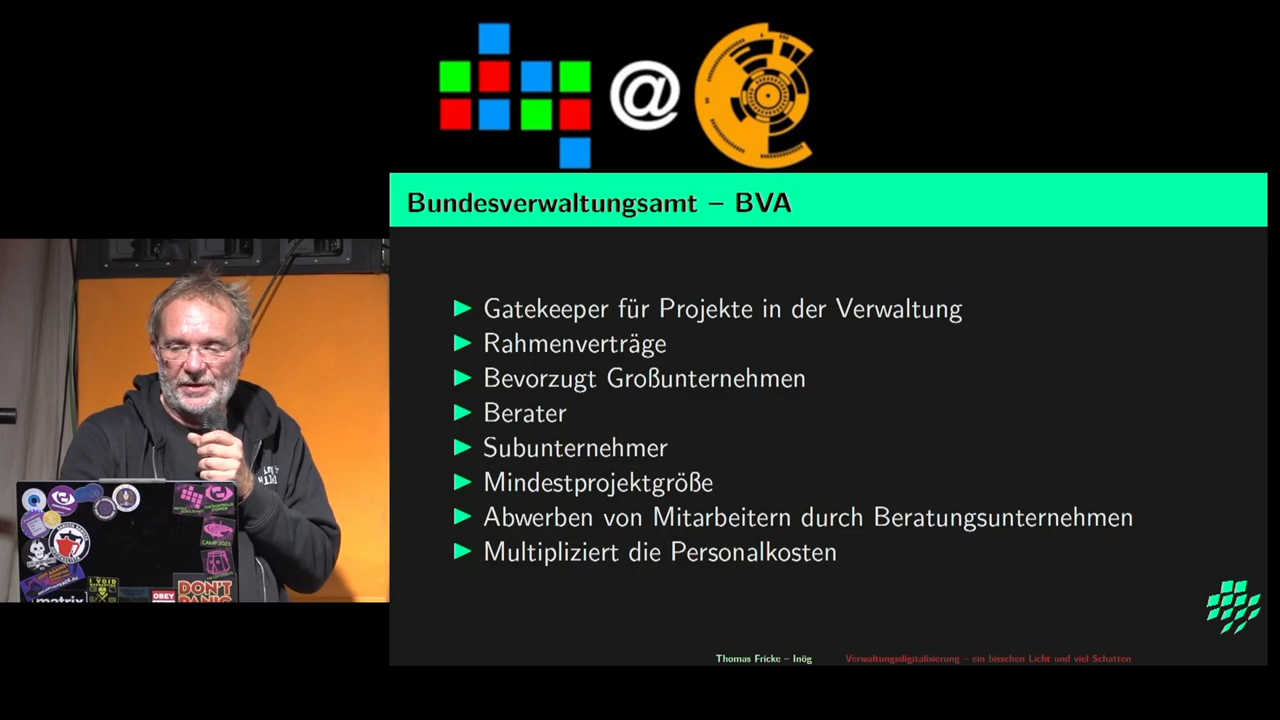 @
Bundesverwaltungsamt – BVA
Gatekeeper für Projekte in der Verwaltung
Rahmenverträge
Bevorzugt Großunternehmen
Berater
Subunternehmer
Mindestprojektgröße
Abwerben von Mitarbeitern durch Beratungsunternehmen
Multipliziert die Personalkosten
Thomas Fricke – Inög
Verwaltungsdigitalisierung – ein bisschen Licht und viel Schatten
CAMP 2023
I VOID
matrix
OBEY
DON'T
PANIC